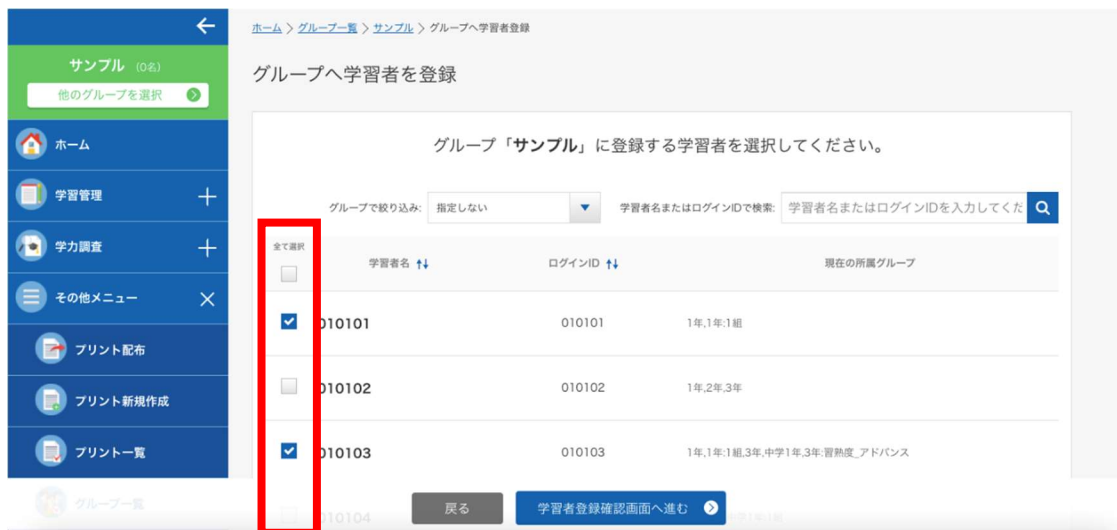 サンプル (0名)
他のグループを選択
ホーム
学習管理
学力調査
その他メニュー
プリント配布
プリント新規作成
プリント一覧
グループ一覧
ホーム 〉 グループ一覧 〉 サンプル 〉 グループへ学習者登録
グループへ学習者を登録
グループ「サンプル」に登録する学習者を選択してください。
グループで絞り込み: 指定しない 学習者名またはログインIDで検索: 学習者名またはログインIDを入力してくだ
全て選択
学習者名 ログインID 現在の所属グループ
010101 010101 1年,1年:1組
010102 010102 1年,2年,3年
010103 010103 1年,1年:1組,3年,中学1年,3年:習熟度_アドバンス
010104
戻る 学習者登録確認画面へ進む